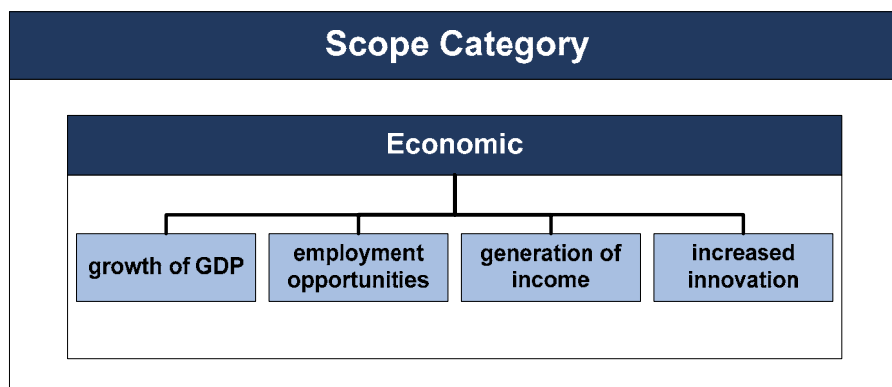 Scope Category
Economic
growth of GDP
employment
opportunities
generation of
income
increased
innovation